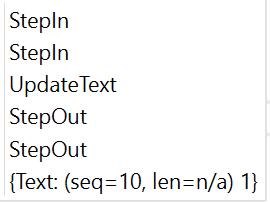 StepIn
StepIn
UpdateText
StepOut
StepOut
{Text: (seq=10, len=n/a) 1}